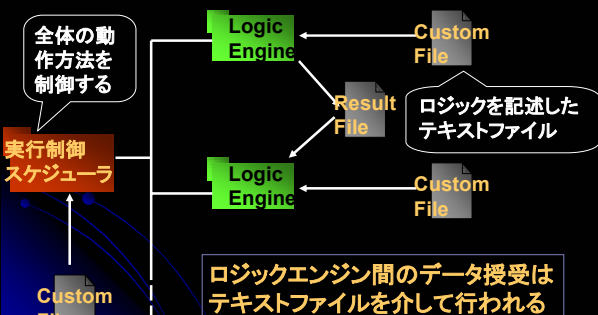 全体の動
作方法を
制御する
Logic
Engine
Custom
File
Result
File
ロジックを記述した
テキストファイル
実行制御
スケジューラ
Logic
Engine
Custom
File
Custom
ロジックエンジン間のデータ授受は
テキストファイルを介して行われる